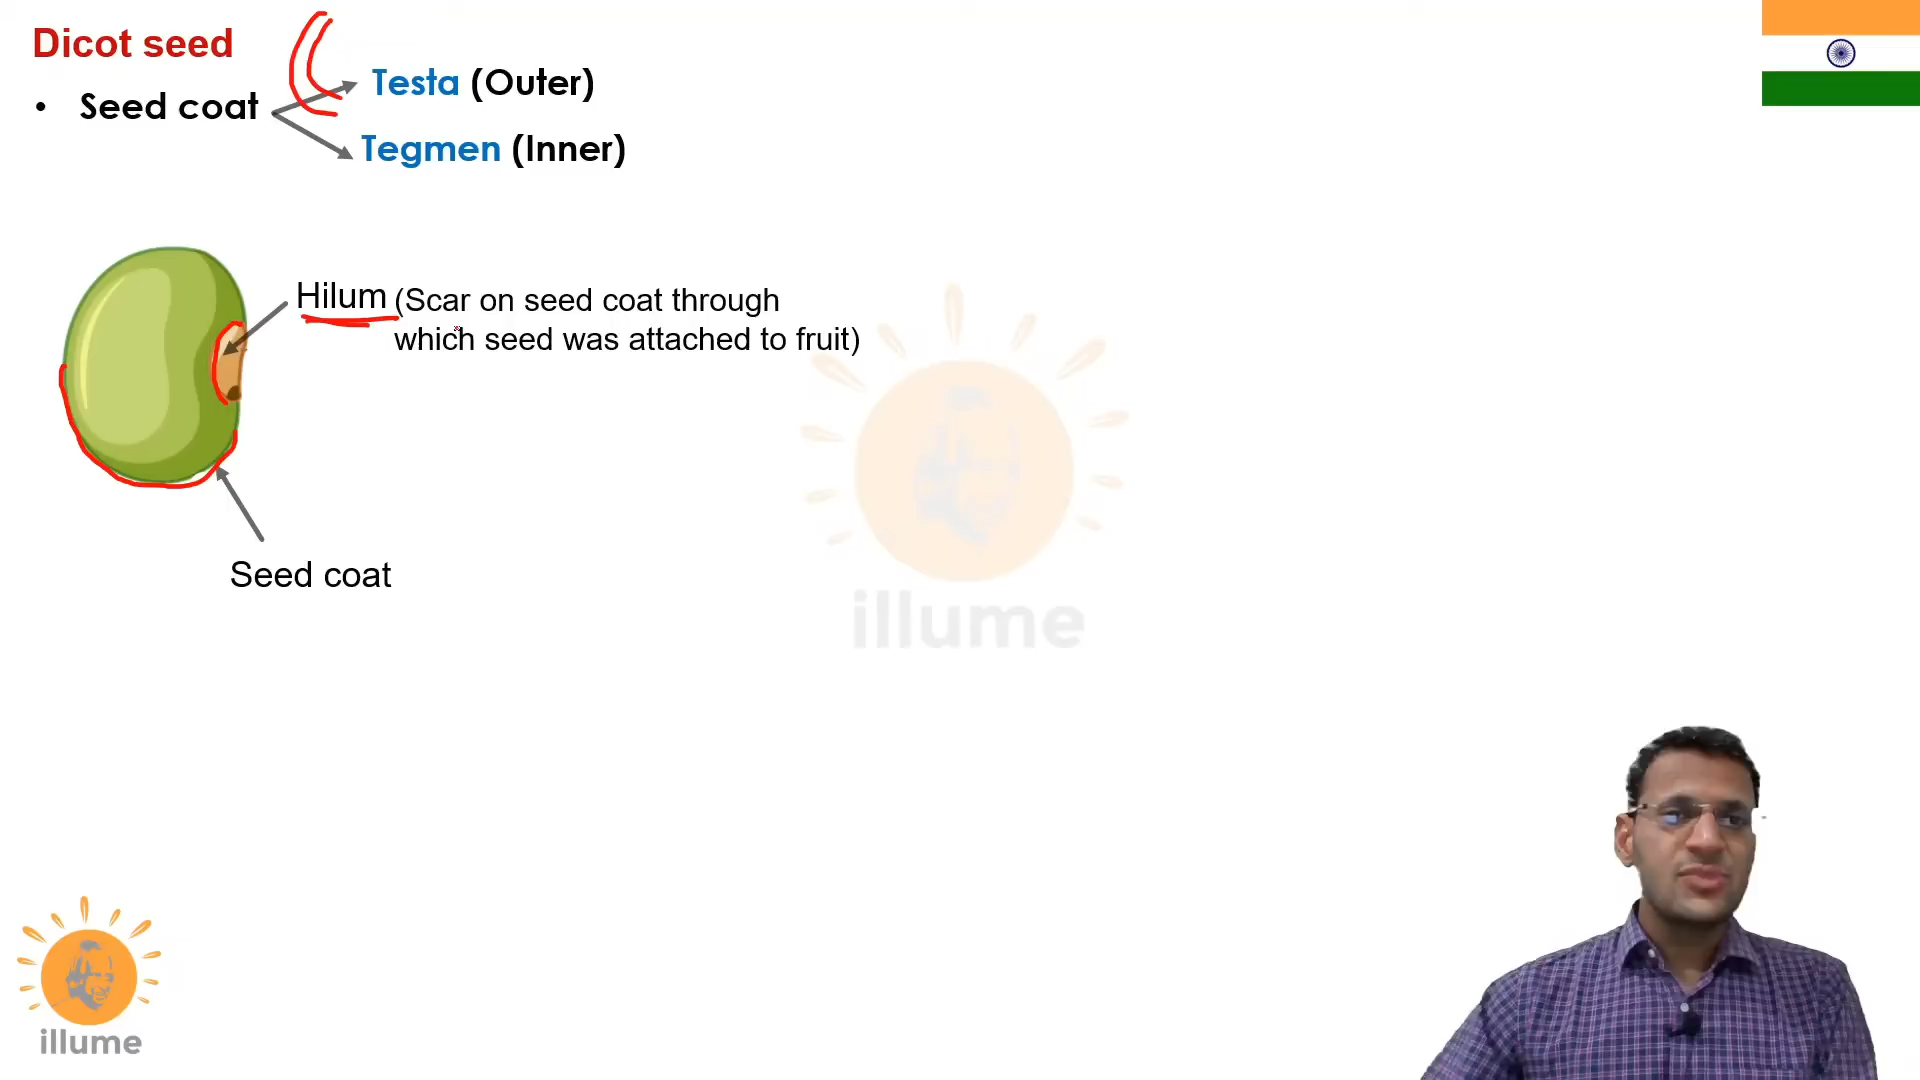 Dicot seed
• Seed coat
Testa (Outer)
Tegmen (Inner)
Hilum (Scar on seed coat through
which seed was attached to fruit)
Seed coat
illume
illume